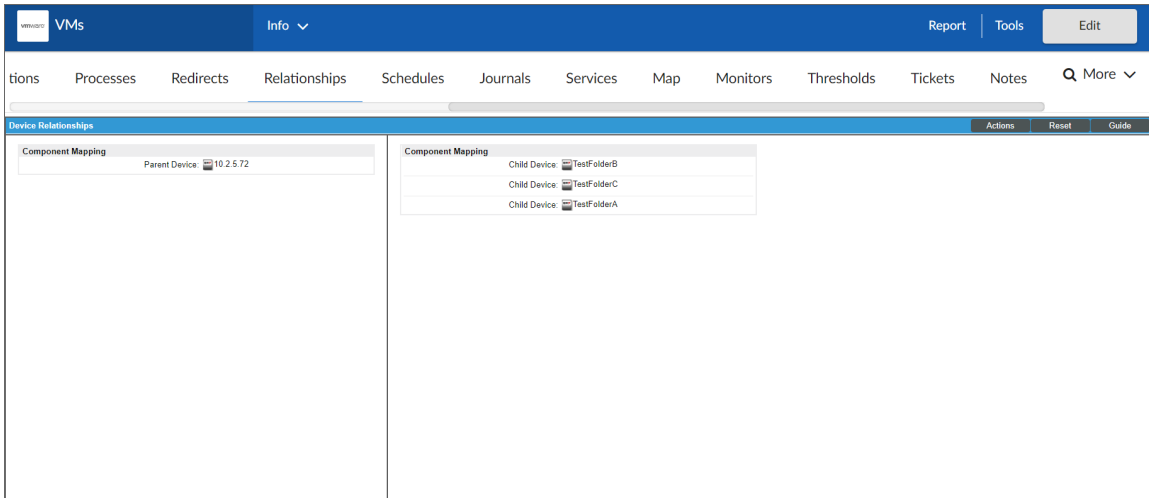 vmware VMs Info Report Tools Edit
tions Processes Redirects Relationships Schedules Journals Services Map Monitors Thresholds Tickets Notes More
Device Relationships Actions Reset Guide
Component Mapping
Parent Device: 10.2.5.72
Component Mapping
Child Device: TestFolderB
Child Device: TestFolderC
Child Device: TestFolderA